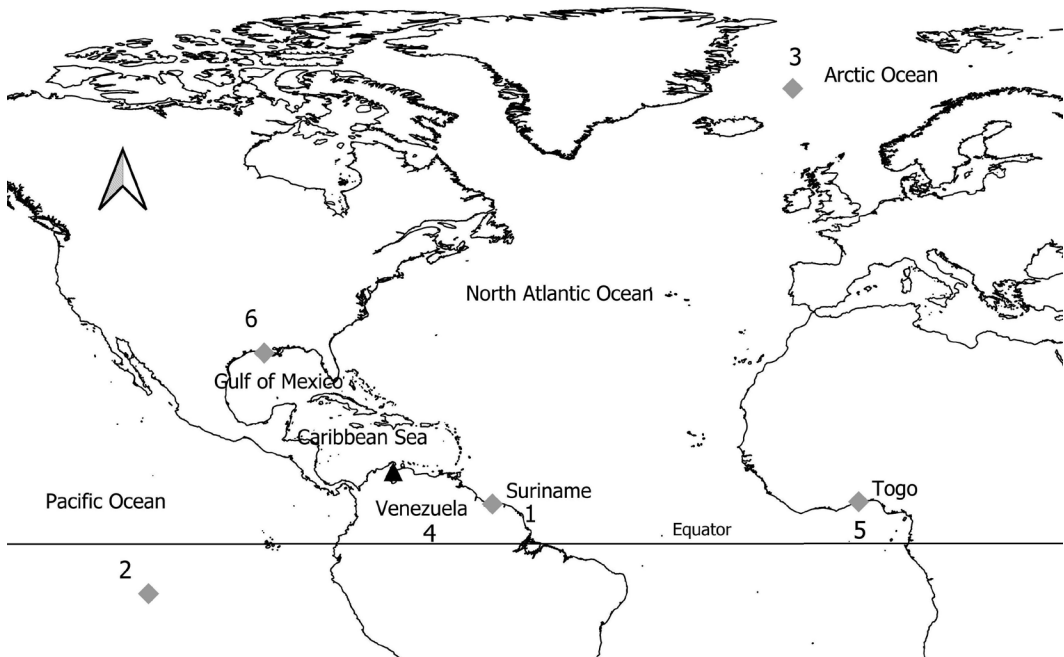 3
Arctic Ocean
North Atlantic Ocean
6
Gulf of Mexico
Caribbean Sea
Pacific Ocean
Venezuela
Suriname
1
Togo
4
Equator
5
2